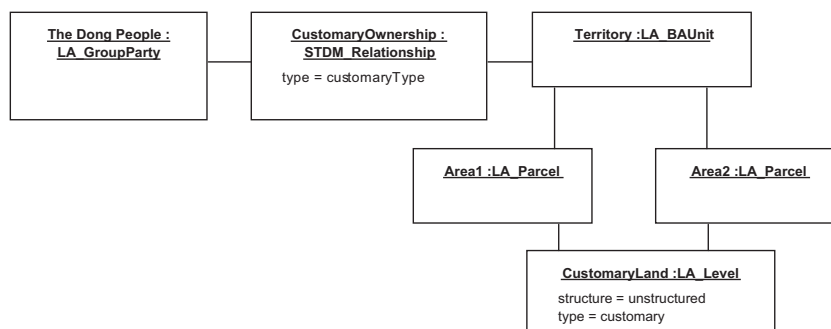 The Dong People :
LA_GroupParty
CustomaryOwnership :
STDM_Relationship
type = customaryType
Territory :LA_BAUnit
Area1 :LA_Parcel
Area2 :LA_Parcel
CustomaryLand :LA_Level
structure = unstructured
type = customary